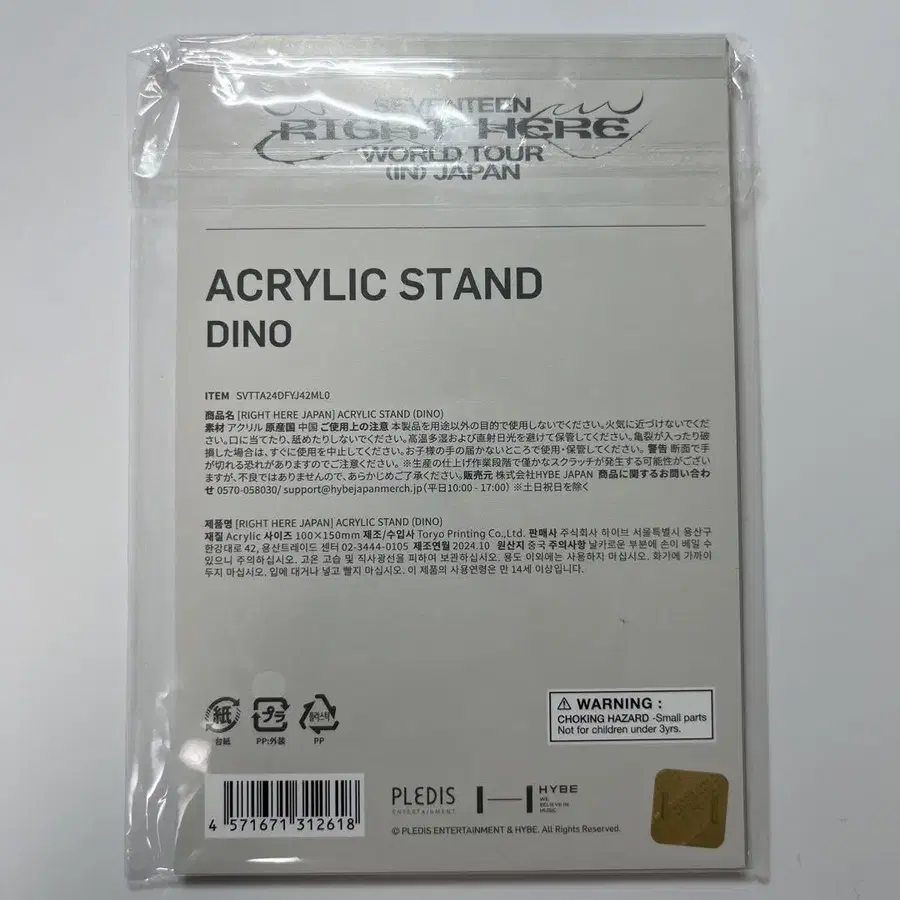 SEVENTEEN
RIGHT HERE
WORLD TOUR
(IN) JAPAN
ACRYLIC STAND
DINO
ITEM SVTTA24DFYJ42ML0
商品名 [RIGHT HERE JAPAN] ACRYLIC STAND (DINO)
素材 アクリル 原産国 中国 ご使用上の注意 本製品を用途以外の目的で使用しないでください。火気に近づけないでくだ
さい。口に当てたり、舐めたりしないでください。高温多湿および直射日光を避けて保管してください。亀裂が入ったり破
損した場合は、すぐに使用を中止してください。お子様の手の届かないところで使用・保管してください。 警告 断面で手
が切れる恐れがありますのでご注意ください。 ※生産の仕上げ作業段階で僅かなスクラッチが発生する可能性がござい
ますが、不良ではありませんので、あらかじめご了承ください。販売元 株式会社HYBE JAPAN 商品に関するお問い合わ
せ 0570-058030/ support@hybejapanmerch.jp (平日10:00 - 17:00) ※土日祝日を除く
제품명 [RIGHT HERE JAPAN] ACRYLIC STAND (DINO)
재질 Acrylic 사이즈 100×150mm 제조/수입사 Toryo Printing Co.,Ltd. 판매사 주식회사 하이브 서울특별시 용산구
한강대로 42, 용산트레이드 센터 02-3444-0105 제조연월 2024.10 원산지 중국 주의사항 날카로운 부분에 손이 베일 수
있으니 주의하십시오. 고온 고습 및 직사광선을 피하여 보관하십시오. 용도 이외에는 사용하지 마십시오. 화기에 가까이
두지 마십시오. 입에 대거나 넣고 빨지 마십시오. 이 제품의 사용연령은 만 14세 이상입니다.
紙 プラ 플라스틱
台紙 PP:外装 PP
WARNING :
CHOKING HAZARD -Small parts
Not for children under 3yrs.
4 571671 312618
PLEDIS
ENTERTAINMENT
HYBE
WE
BELIEVE IN
MUSIC
© PLEDIS ENTERTAINMENT & HYBE. All Rights Reserved.